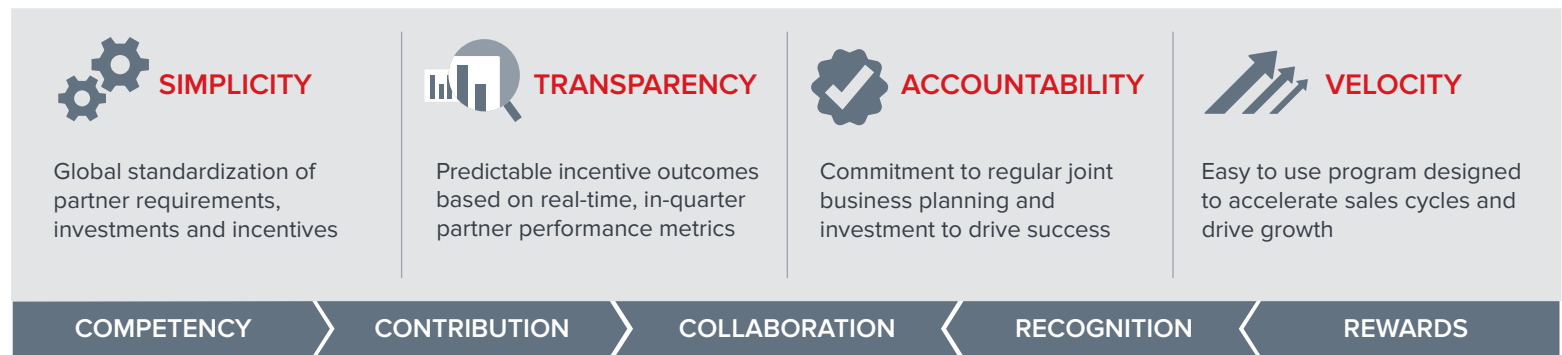 SIMPLICITY
Global standardization of
partner requirements,
investments and incentives
TRANSPARENCY
Predictable incentive outcomes
based on real-time, in-quarter
partner performance metrics
ACCOUNTABILITY
Commitment to regular joint
business planning and
investment to drive success
VELOCITY
Easy to use program designed
to accelerate sales cycles and
drive growth
COMPETENCY
CONTRIBUTION
COLLABORATION
RECOGNITION
REWARDS